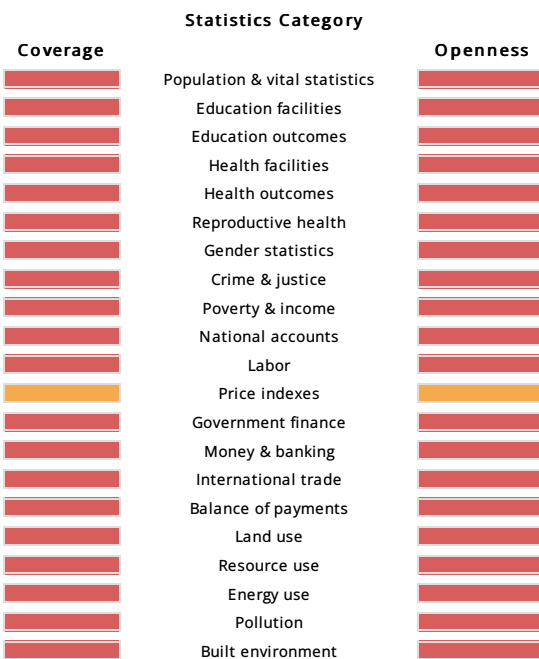 Statistics Category
Coverage Openness
Population & vital statistics
Education facilities
Education outcomes
Health facilities
Health outcomes
Reproductive health
Gender statistics
Crime & justice
Poverty & income
National accounts
Labor
Price indexes
Government finance
Money & banking
International trade
Balance of payments
Land use
Resource use
Energy use
Pollution
Built environment